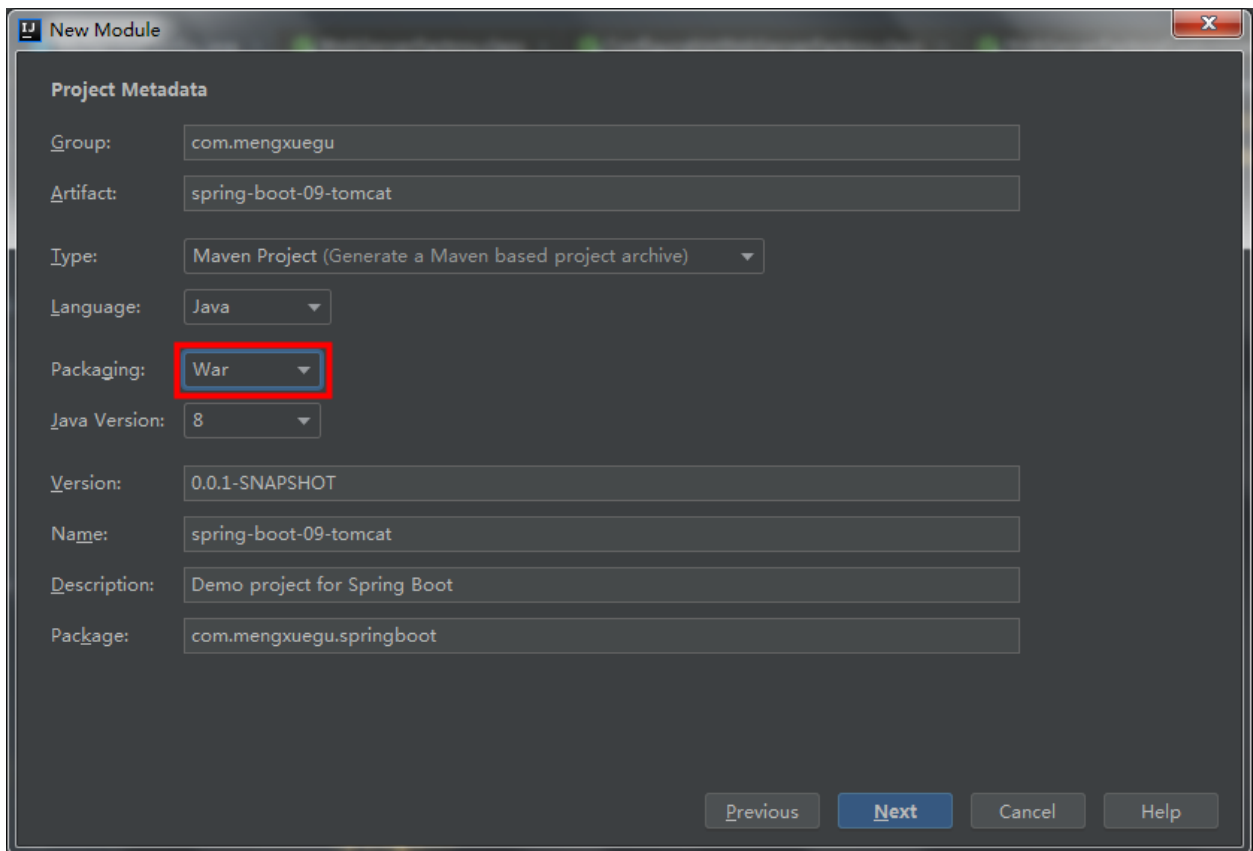 New Module
Project Metadata
Group: com.mengxuegu
Artifact: spring-boot-09-tomcat
Type: Maven Project (Generate a Maven based project archive)
Language: Java
Packaging: War
Java Version: 8
Version: 0.0.1-SNAPSHOT
Name: spring-boot-09-tomcat
Description: Demo project for Spring Boot
Package: com.mengxuegu.springboot
Previous Next Cancel Help